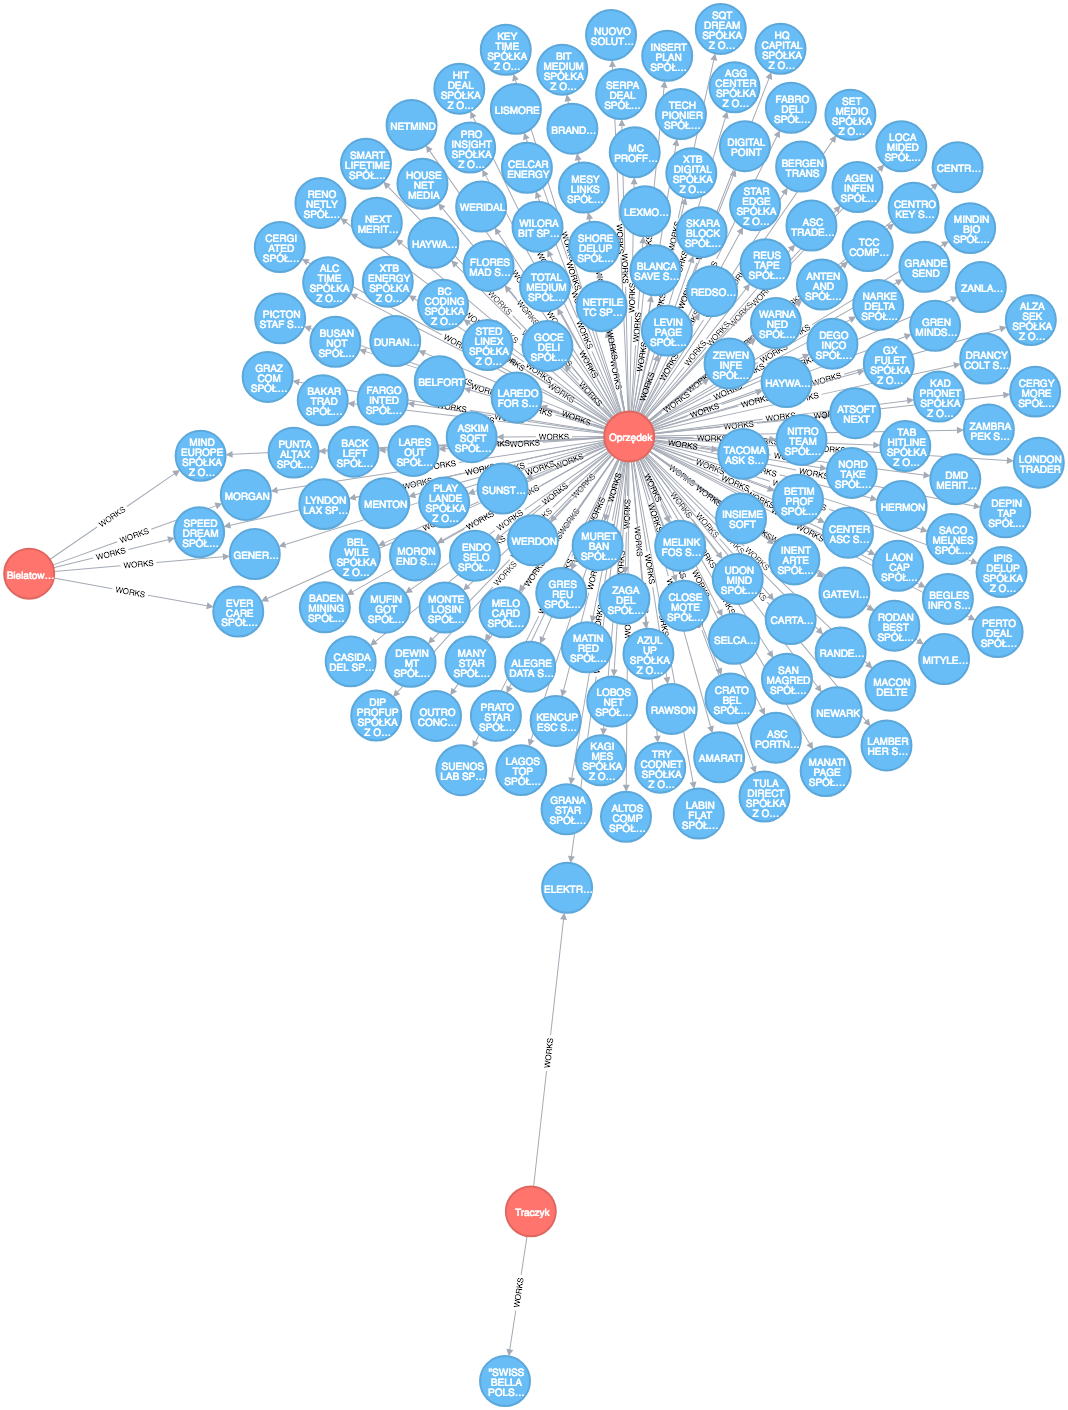 SQT
DREAM
SPÓŁKA
Z O...
KEY
TIME
SPÓŁKA
Z O...
NUOVO
SOLUT...
HQ
CAPITAL
SPÓŁKA
Z O...
INSERT
PLAN
SPÓŁ...
BIT
MEDIUM
SPÓŁKA
Z O...
HIT
DEAL
SPÓŁKA
Z O...
AGG
CENTER
SPÓŁKA
Z O...
SERPA
DEAL
SPÓŁ...
FABRO
DELI
SPÓŁ...
LISMORE
TECH
PIONIER
SPÓŁ...
SET
MEDIO
SPÓŁKA
Z O...
NETMIND
BRAND...
PRO
INSIGHT
SPÓŁKA
Z O...
MC
PROFF...
DIGITAL
POINT
LOCA
MIDED
SPÓŁ...
SMART
LIFETIME
SPÓŁ...
HOUSE
NET
MEDIA
CELCAR
ENERGY
XTB
DIGITAL
SPÓŁKA
Z O...
BERGEN
TRANS
CENTR...
MESY
LINKS
SPÓŁ...
AGEN
INFEN
SPÓŁ...
RENO
NETLY
SPÓŁ...
WERIDAL
LEXMO...
STAR
EDGE
SPÓŁKA
Z O...
CENTRO
KEY S...
NEXT
MERIT...
HAYWA...
WILORA
BIT SP...
SHORE
DELUP
SPÓŁ...
SKARA
BLOCK
SPÓŁ...
ASC
TRADE...
MINDIN
BIO
SPÓŁ...
CERGI
ATED
SPÓŁ...
TCC
COMP...
FLORES
MAD S...
BLANCA
SAVE S...
REUS
TAPE
SPÓŁ...
GRANDE
SEND
ALC
TIME
SPÓŁKA
Z O...
XTB
ENERGY
SPÓŁKA
Z O...
TOTAL
MEDIUM
SPÓŁ...
REDSO...
ANTEN
AND
SPÓŁ...
ZANLA...
BC
CODING
SPÓŁKA
Z O...
NETFILE
TC SP...
NARKE
DELTA
SPÓŁ...
PICTON
STAF S...
LEVIN
PAGE
SPÓŁ...
WARNA
NED
SPÓŁ...
GREN
MINDS...
ALZA
SEK
SPÓŁKA
Z O...
BUSAN
NOT
SPÓŁ...
DURAN...
STED
LINEX
SPÓŁKA
Z O...
GOCE
DELI
SPÓŁ...
DEGO
INCO
SPÓŁ...
GRAZ
COM
SPÓŁ...
ZEWEN
INFE
SPÓŁ...
GX
FULET
SPÓŁKA
Z O...
DRANCY
COLT S...
BELFORT
HAYWA...
BAKAR
TRAD
SPÓŁ...
FARGO
INTED
SPÓŁ...
LAREDO
FOR S...
KAD
PRONET
SPÓŁKA
Z O...
CERGY
MORE
SPÓŁ...
ATSOFT
NEXT
ZAMBRA
PEK S...
ASKIM
SOFT
SPÓŁ...
Oprzędek
NITRO
TEAM
SPÓŁ...
TAB
HITLINE
SPÓŁKA
Z O...
MIND
EUROPE
SPÓŁKA
Z O...
PUNTA
ALTAX
SPÓŁ...
BACK
LEFT
SPÓŁ...
LARES
OUT
SPÓŁ...
TACOMA
ASK S...
LONDON
TRADER
NORD
TAKE
SPÓŁ...
DMD
MERIT...
MORGAN
LYNDON
LAX SP...
MENTON
PLAY
LANDE
SPÓŁKA
Z O...
SUNST...
BETIM
PROF
SPÓŁ...
HERMON
DEPIN
TAP
SPÓŁ...
SPEED
DREAM
SPÓŁ...
INSIEME
SOFT
CENTER
ASC S...
SACO
MELNES
SPÓŁ...
GENER...
BEL
WILE
SPÓŁKA
Z O...
MORON
END S...
ENDO
SELO
SPÓŁ...
WERDON
MURET
BAN
SPÓŁ...
MELINK
FOS S...
INENT
ARTE
SPÓŁ...
LAON
CAP
SPÓŁ...
IPIS
DELUP
SPÓŁKA
Z O...
Bielatow...
UDON
MIND
SPÓŁ...
GRES
REU
SPÓŁ...
ZAGA
DEL
SPÓŁ...
CLOSE
MOTE
SPÓŁ...
GATEVI...
BEGLES
INFO S...
EVER
CARE
SPÓŁ...
BADEN
MINING
SPÓŁ...
MUFIN
GOT
SPÓŁ...
MONTE
LOSIN
SPÓŁ...
MELO
CARD
SPÓŁ...
CARTA...
RODAN
BEST
SPÓŁ...
PERTO
DEAL
SPÓŁ...
MATIN
RED
SPÓŁ...
AZUL
UP
SPÓŁKA
Z O...
SELCA...
RANDE...
MITYLE...
CASIDA
DEL SP...
DEWIN
MT
SPÓŁ...
MANY
STAR
SPÓŁ...
ALEGRE
DATA S...
SAN
MAGRED
SPÓŁ...
MACON
DELTE
DIP
PROFUP
SPÓŁKA
Z O...
OUTRO
CONC...
PRATO
STAR
SPÓŁ...
KENCUP
ESC S...
LOBOS
NET
SPÓŁ...
RAWSON
CRATO
BEL
SPÓŁ...
NEWARK
ASC
PORTN...
LAMBER
HER S...
SUENOS
LAB SP...
LAGOS
TOP
SPÓŁ...
KAGI
MES
SPÓŁKA
Z O...
TRY
CODNET
SPÓŁKA
Z O...
AMARATI
MANATI
PAGE
SPÓŁ...
TULA
DIRECT
SPÓŁKA
Z O...
GRANA
STAR
SPÓŁ...
ALTOS
COMP
SPÓŁ...
LABIN
FLAT
SPÓŁ...
ELEKTR...
WORKS
WORKS
WORKS
WORKS
WORKS
Traczyk
WORKS
"SWISS
BELLA
POLS...